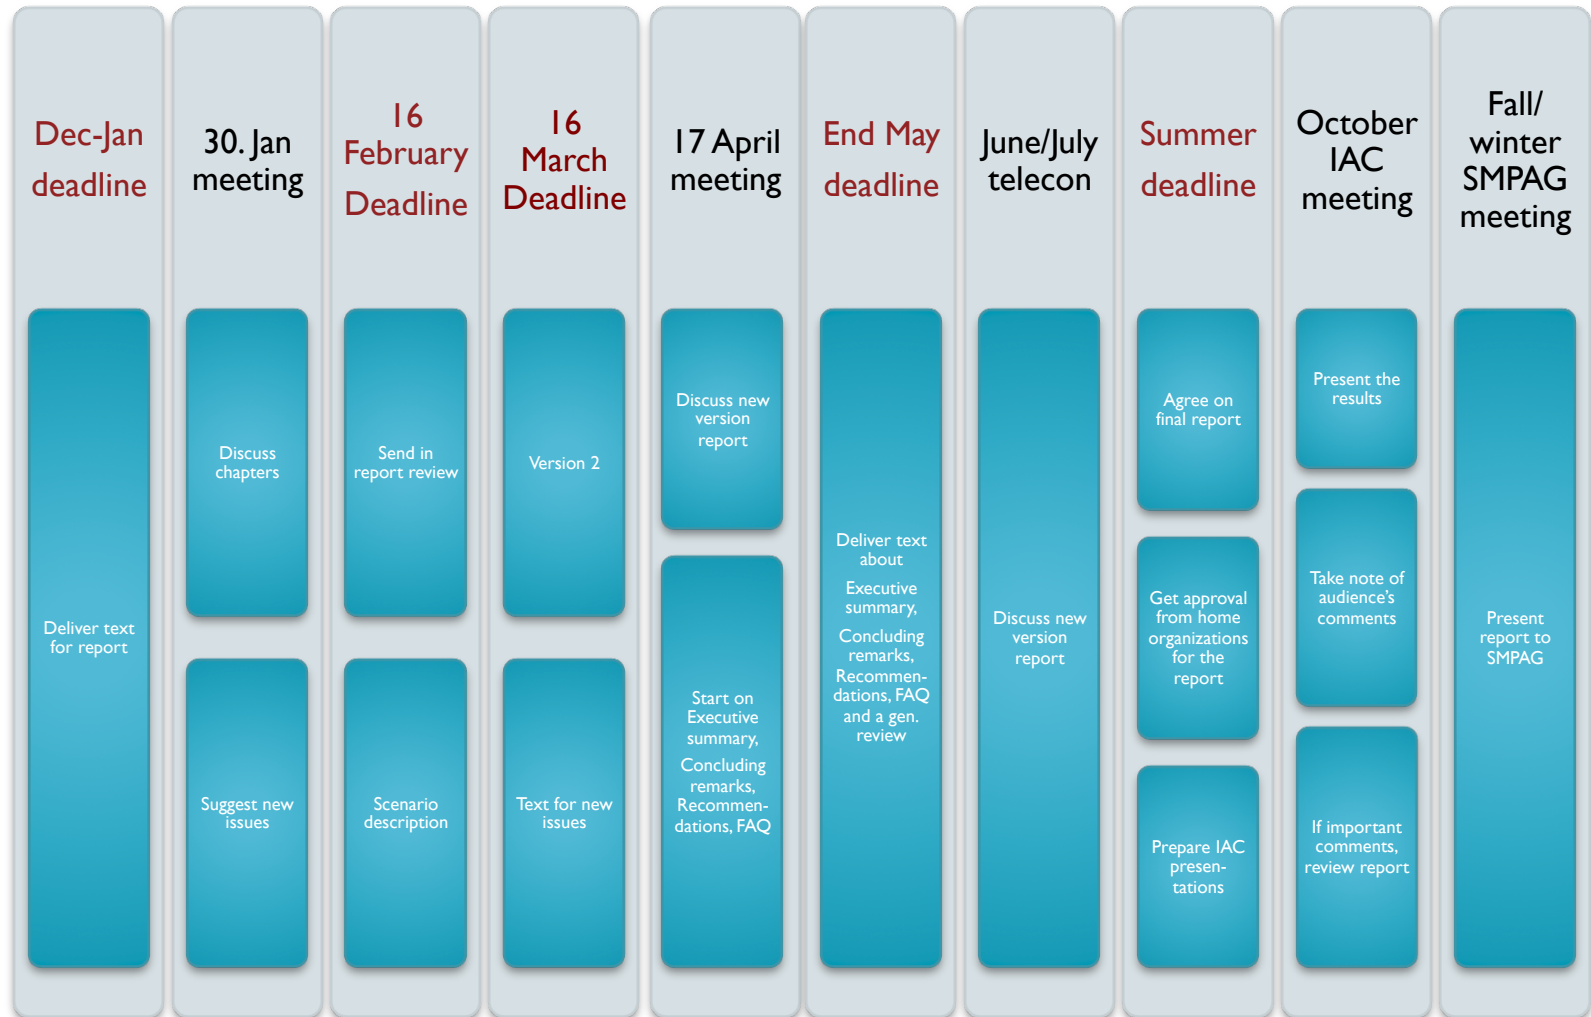 Dec-Jan
deadline
Deliver text
for report
30. Jan
meeting
Discuss
chapters
Suggest new
issues
16
February
Deadline
Send in
report review
Scenario
description
16
March
Deadline
Version 2
Text for new
issues
17 April
meeting
Discuss new
version
report
Start on
Executive
summary,
Concluding
remarks,
Recommen-
dations, FAQ
End May
deadline
Deliver text
about
Executive
summary,
Concluding
remarks,
Recommen-
dations, FAQ
and a gen.
review
June/July
telecon
Discuss new
version
report
Summer
deadline
Agree on
final report
Get approval
from home
organizations
for the
report
Prepare IAC
presen-
tations
October
IAC
meeting
Present the
results
Take note of
audience's
comments
If important
comments,
review report
Fall/
winter
SMPAG
meeting
Present
report to
SMPAG